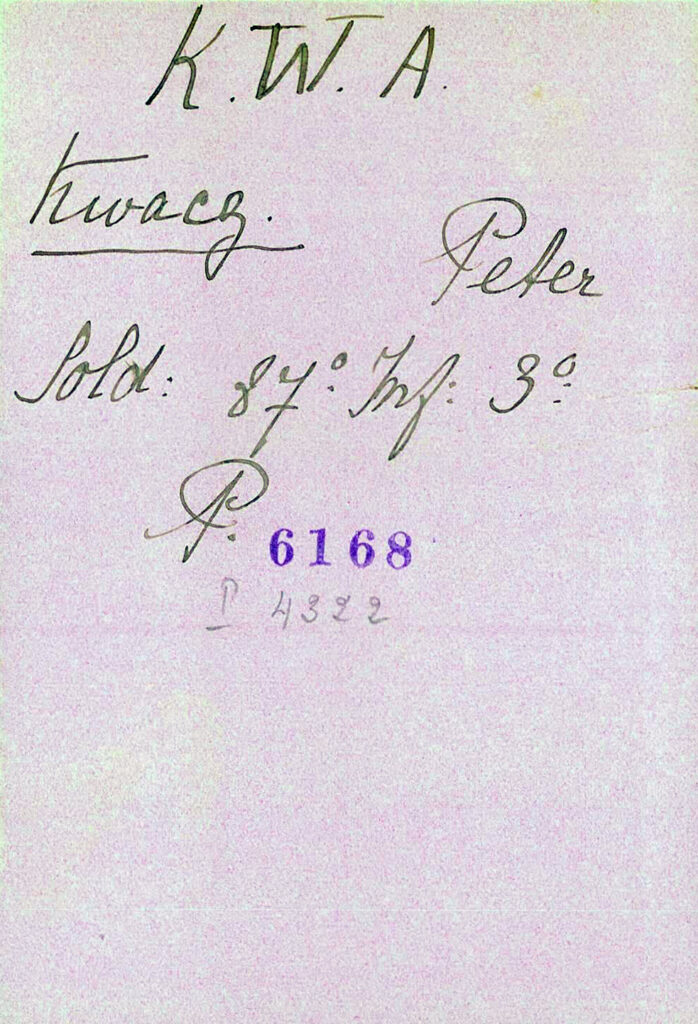 K. W. A.
Kwacz.
Peter
Sold: 87° Inf: 3°
P. 6168
P 4322